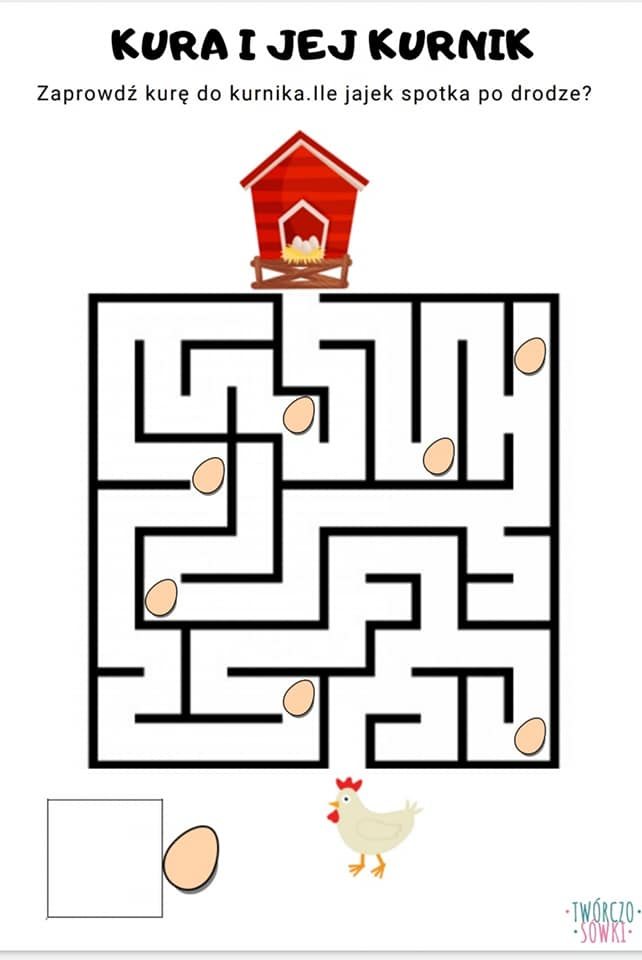 KURA I JEJ KURNIK
Zaprowdź kurę do kurnika.Ile jajek spotka po drodze?
TWÓRCZO
SOWKI